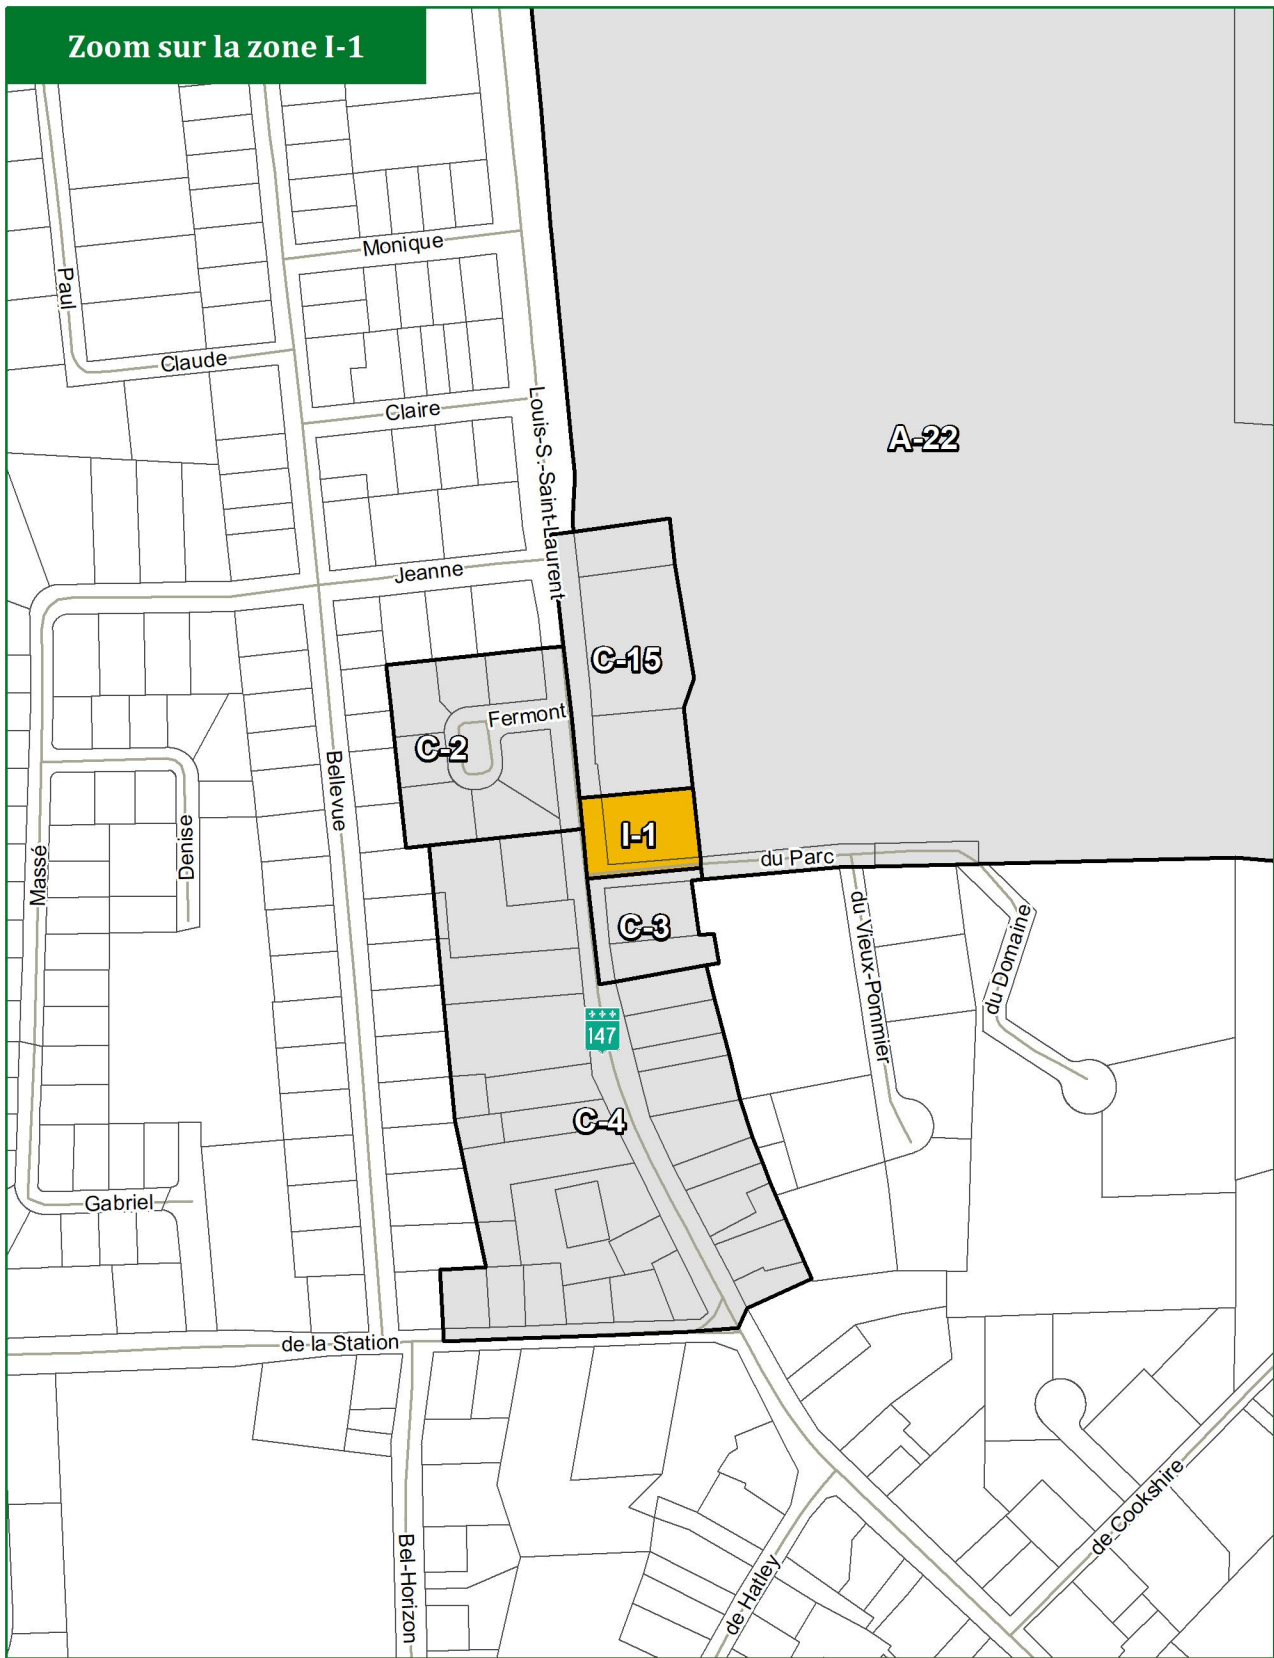 Zoom sur la zone I-1
Monique
Paul
Claude
Claire
Louis-S.-Saint-Laurent
A-22
Jeanne
C-15
Fermont
C-2
Bellevue
I-1
Denise
Massé
du Parc
C-3
du Vieux-Pommier
du Domaine
147
C-4
Gabriel
de la Station
de Cookshire
Bel-Horizon
de Hatley